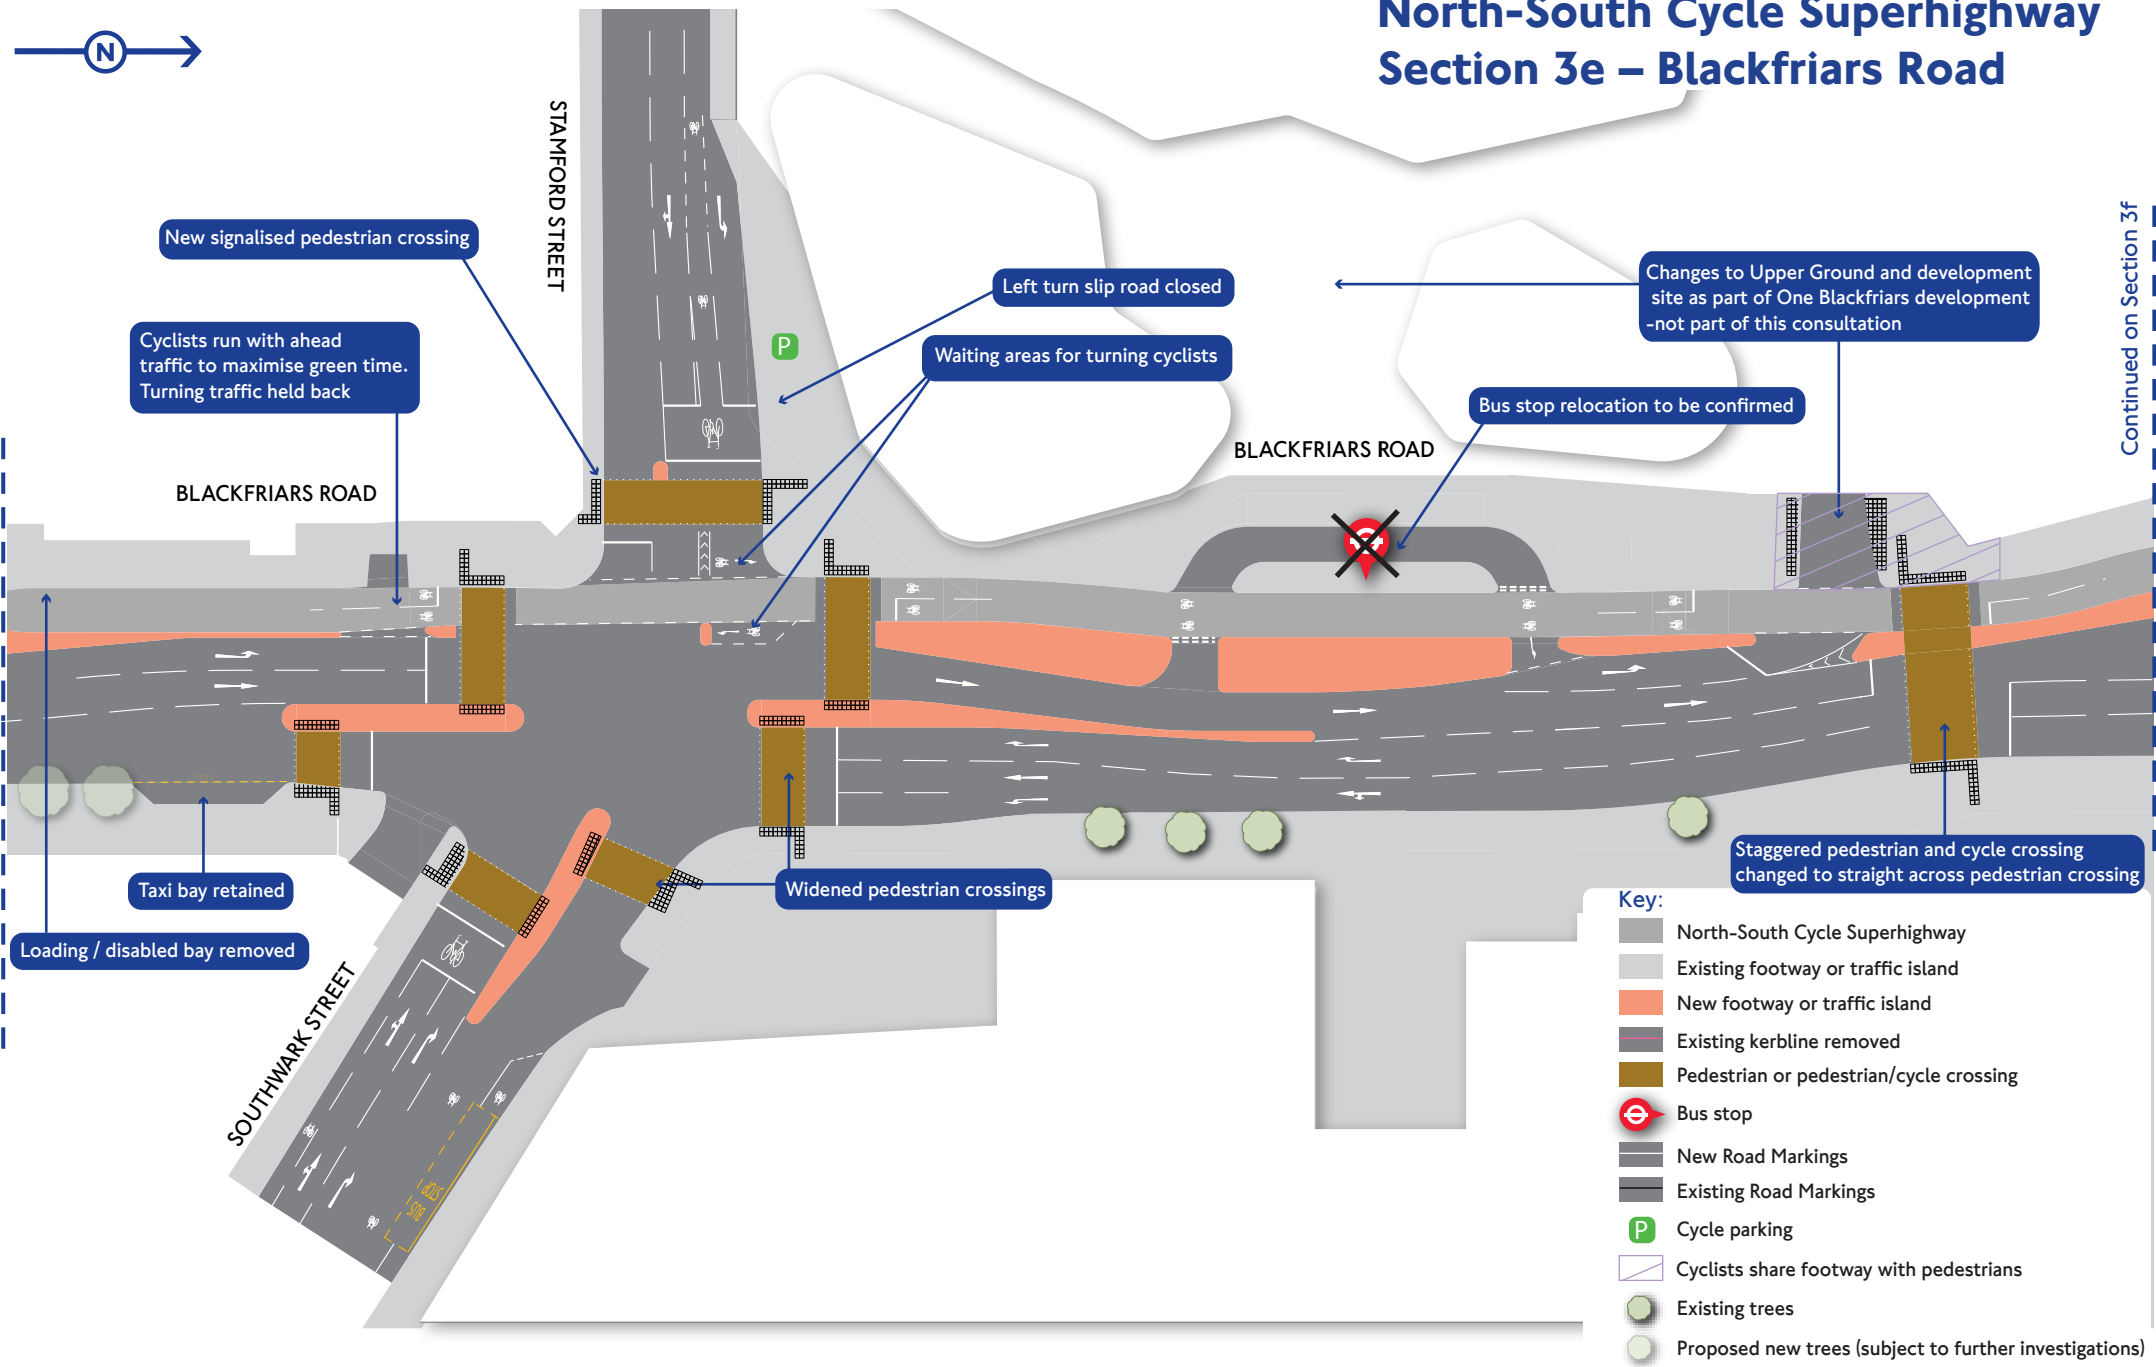 North-South Cycle Superhighway
Section 3e – Blackfriars Road
N
STAMFORD STREET
New signalised pedestrian crossing
Left turn slip road closed
Changes to Upper Ground and development
site as part of One Blackfriars development
-not part of this consultation
Continued on Section 3f
Cyclists run with ahead
traffic to maximise green time.
Turning traffic held back
P
Waiting areas for turning cyclists
Bus stop relocation to be confirmed
BLACKFRIARS ROAD
BLACKFRIARS ROAD
TAXI
Taxi bay retained
Widened pedestrian crossings
Staggered pedestrian and cycle crossing
changed to straight across pedestrian crossing
Loading / disabled bay removed
SOUTHWARK STREET
BUS
STOP
Key:
North-South Cycle Superhighway
Existing footway or traffic island
New footway or traffic island
Existing kerbline removed
Pedestrian or pedestrian/cycle crossing
Bus stop
New Road Markings
Existing Road Markings
P
Cycle parking
Cyclists share footway with pedestrians
Existing trees
Proposed new trees (subject to further investigations)